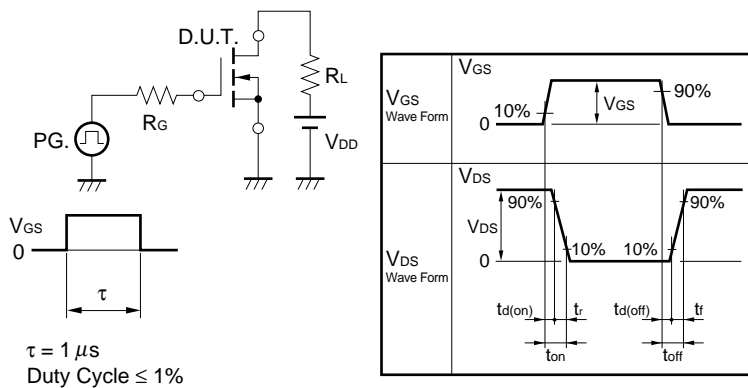 D.U.T.
RL
RG
PG.
VDD
VGS
0
τ
τ = 1 μs
Duty Cycle ≤ 1%
VGS
Wave Form
VGS
10%
VGS
90%
0
VDS
Wave Form
VDS
90%
VDS
10%
10%
90%
0
td(on)
tr
td(off)
tf
ton
toff